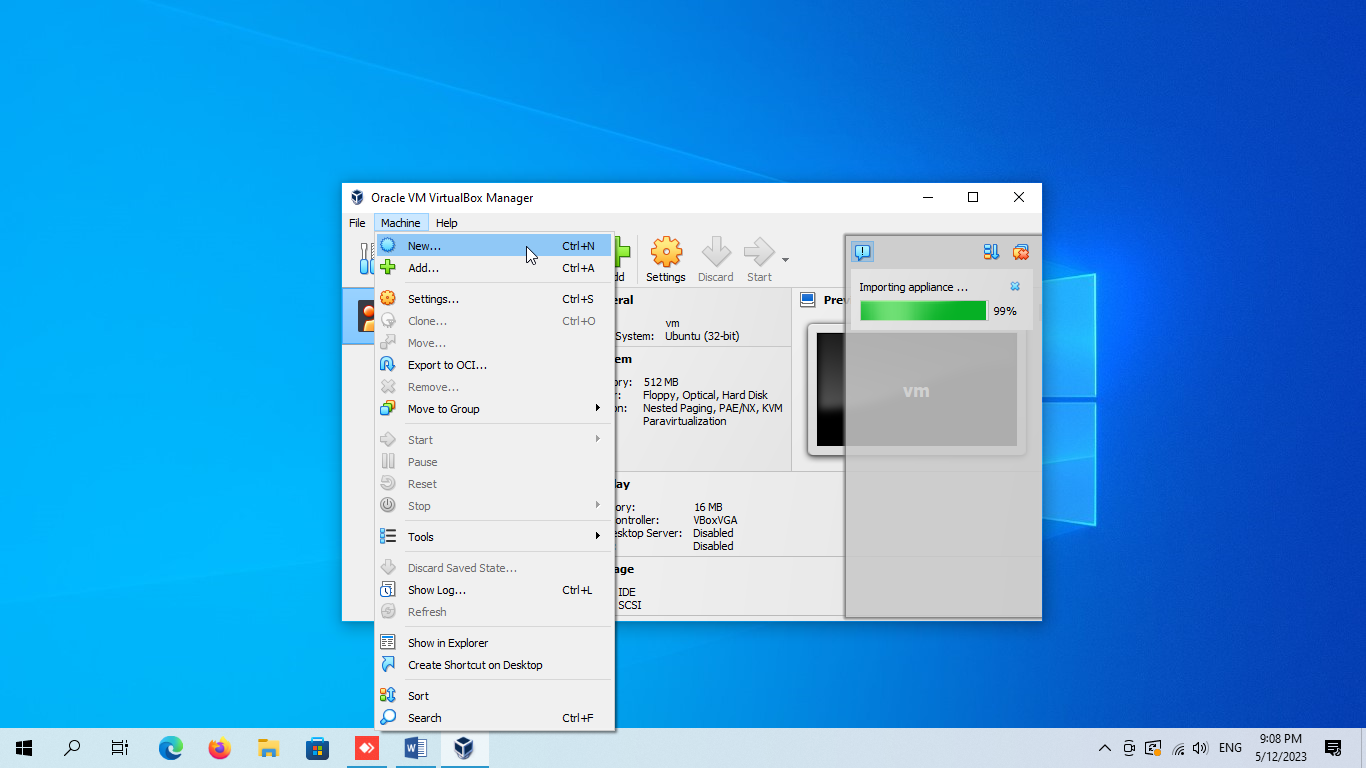 Oracle VM VirtualBox Manager
File Machine Help
New... Ctrl+N
Add... Ctrl+A
Settings... Ctrl+S
Clone... Ctrl+O
Move...
Export to OCI...
Remove...
Move to Group
Start
Pause
Reset
Stop
Tools
Discard Saved State...
Show Log... Ctrl+L
Refresh
Show in Explorer
Create Shortcut on Desktop
Sort
Search Ctrl+F
dd Settings Discard Start
eral
vm
System: Ubuntu (32-bit)
em
ory: 512 MB
r: Floppy, Optical, Hard Disk
on: Nested Paging, PAE/NX, KVM
Paravirtualization
lay
ory: 16 MB
ontroller: VBoxVGA
esktop Server: Disabled
Disabled
age
IDE
SCSI
Prev
vm
Importing appliance ...
99%
ENG
9:08 PM
5/12/2023